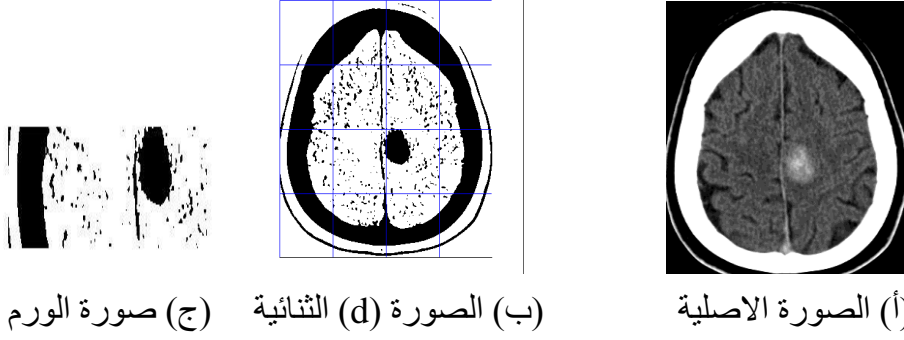 (أ) الصورة الاصلية (ب) الصورة (d) الثنائية (ج) صورة الورم